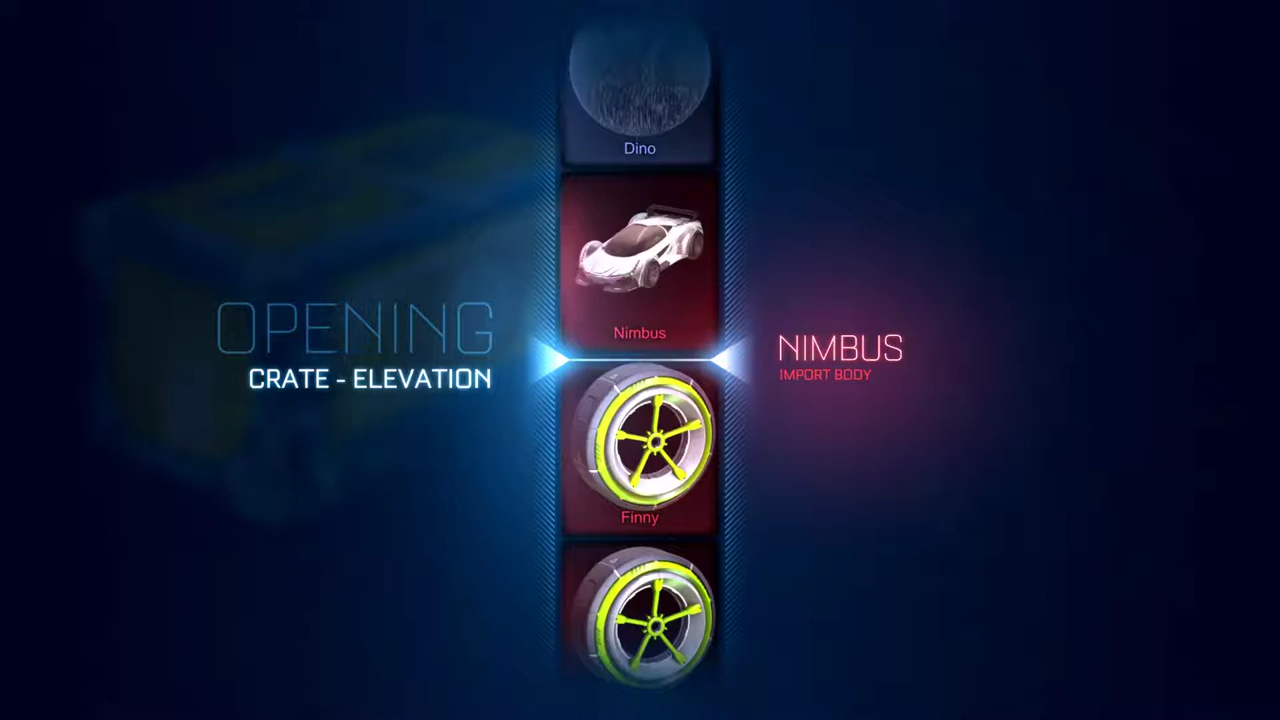 Dino
Nimbus
OPENING
CRATE - ELEVATION
NIMBUS
IMPORT BODY
Finny